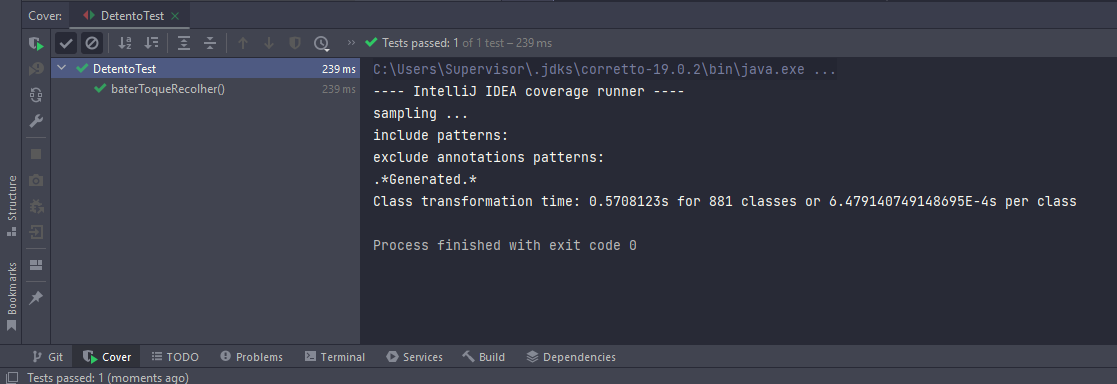 Cover:
DetentoTest
Tests passed: 1 of 1 test – 239 ms
DetentoTest 239 ms
baterToqueRecolher() 239 ms
C:\Users\Supervisor\.jdks\corretto-19.0.2\bin\java.exe ...
---- IntelliJ IDEA coverage runner ----
sampling ...
include patterns:
exclude annotations patterns:
.*Generated.*
Class transformation time: 0.5708123s for 881 classes or 6.479140749148695E-4s per class
Process finished with exit code 0
Structure
Bookmarks
Git
Cover
TODO
Problems
Terminal
Services
Build
Dependencies
Tests passed: 1 (moments ago)